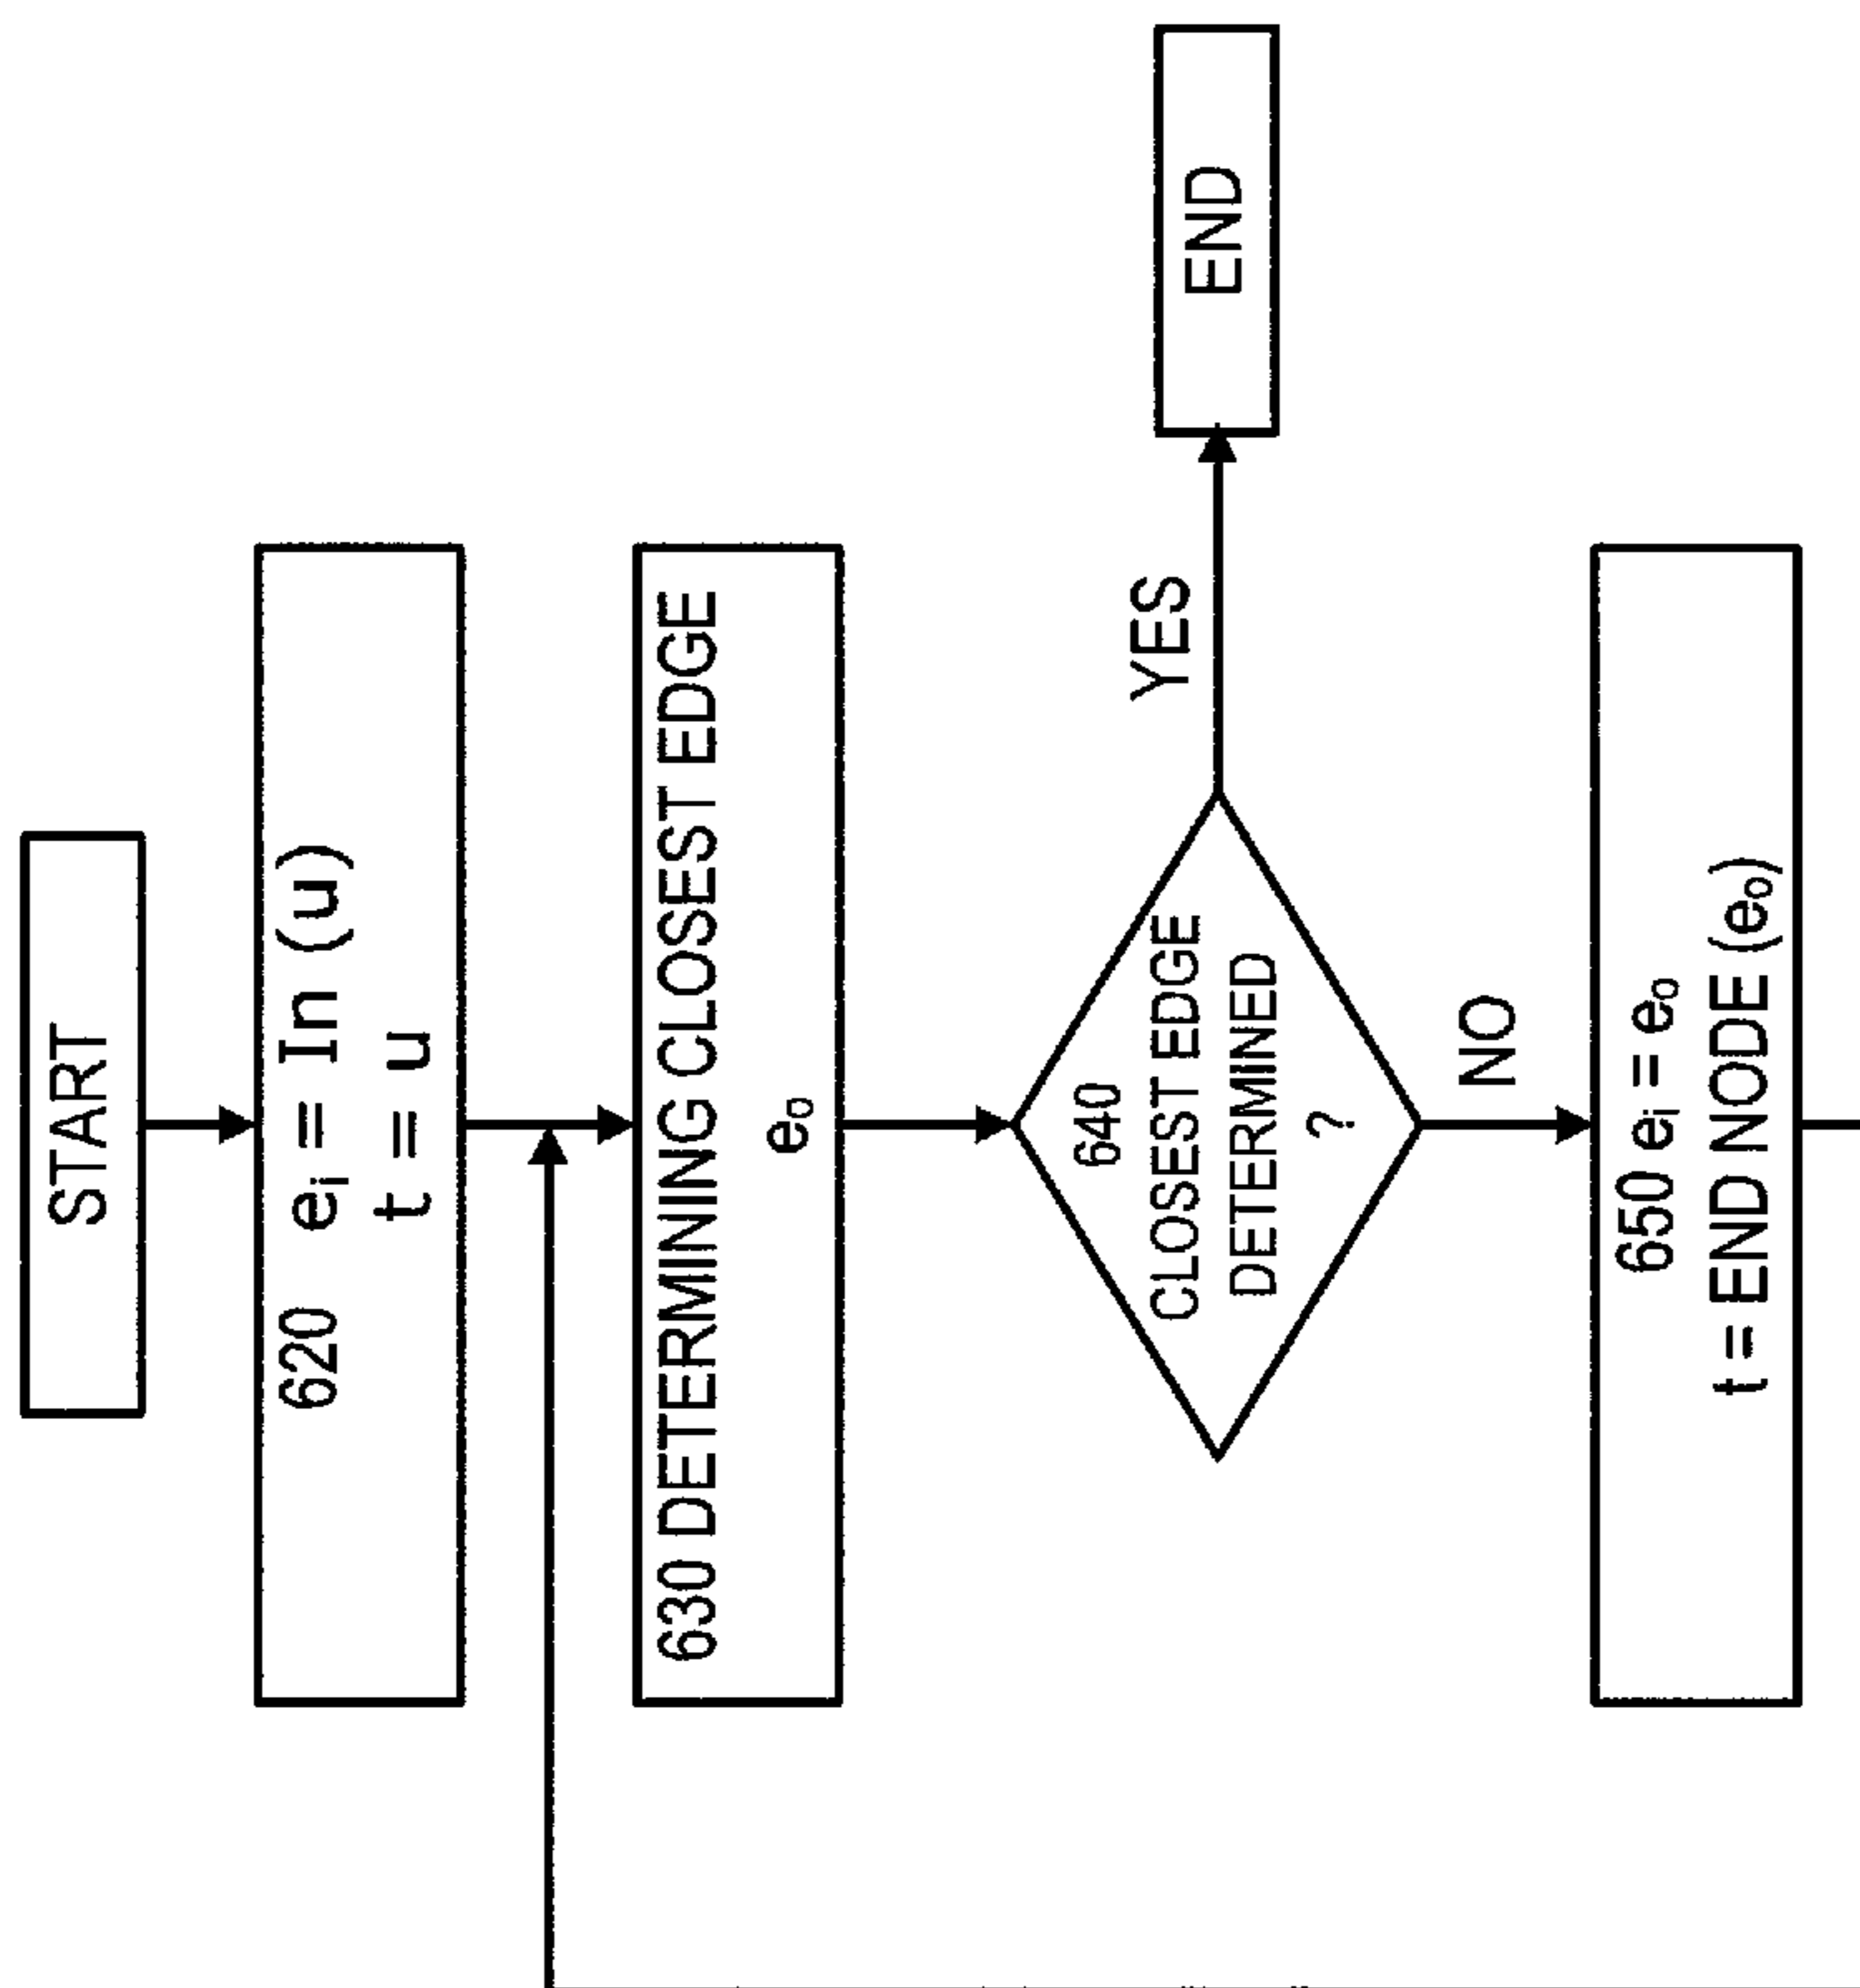 START
620 eᵢ = In (u)
t = u
630 DETERMINING CLOSEST EDGE
eₒ
640
CLOSEST EDGE
DETERMINED
?
YES
END
NO
650 eᵢ = eₒ
t = END NODE (eₒ)